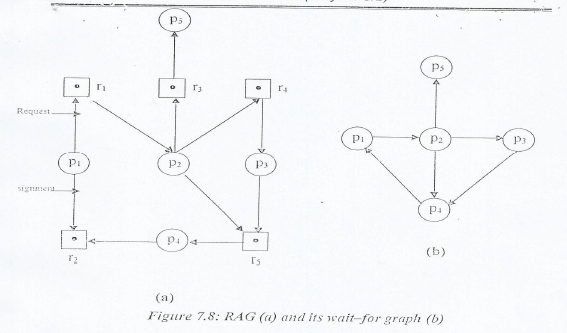 p5
r1
r3
r4
p5
Request
p1
p2
p3
p1
p2
p3
signment
p4
p4
r2
r5
(b)
(a)
Figure 7.8: RAG (a) and its wait–for graph (b)